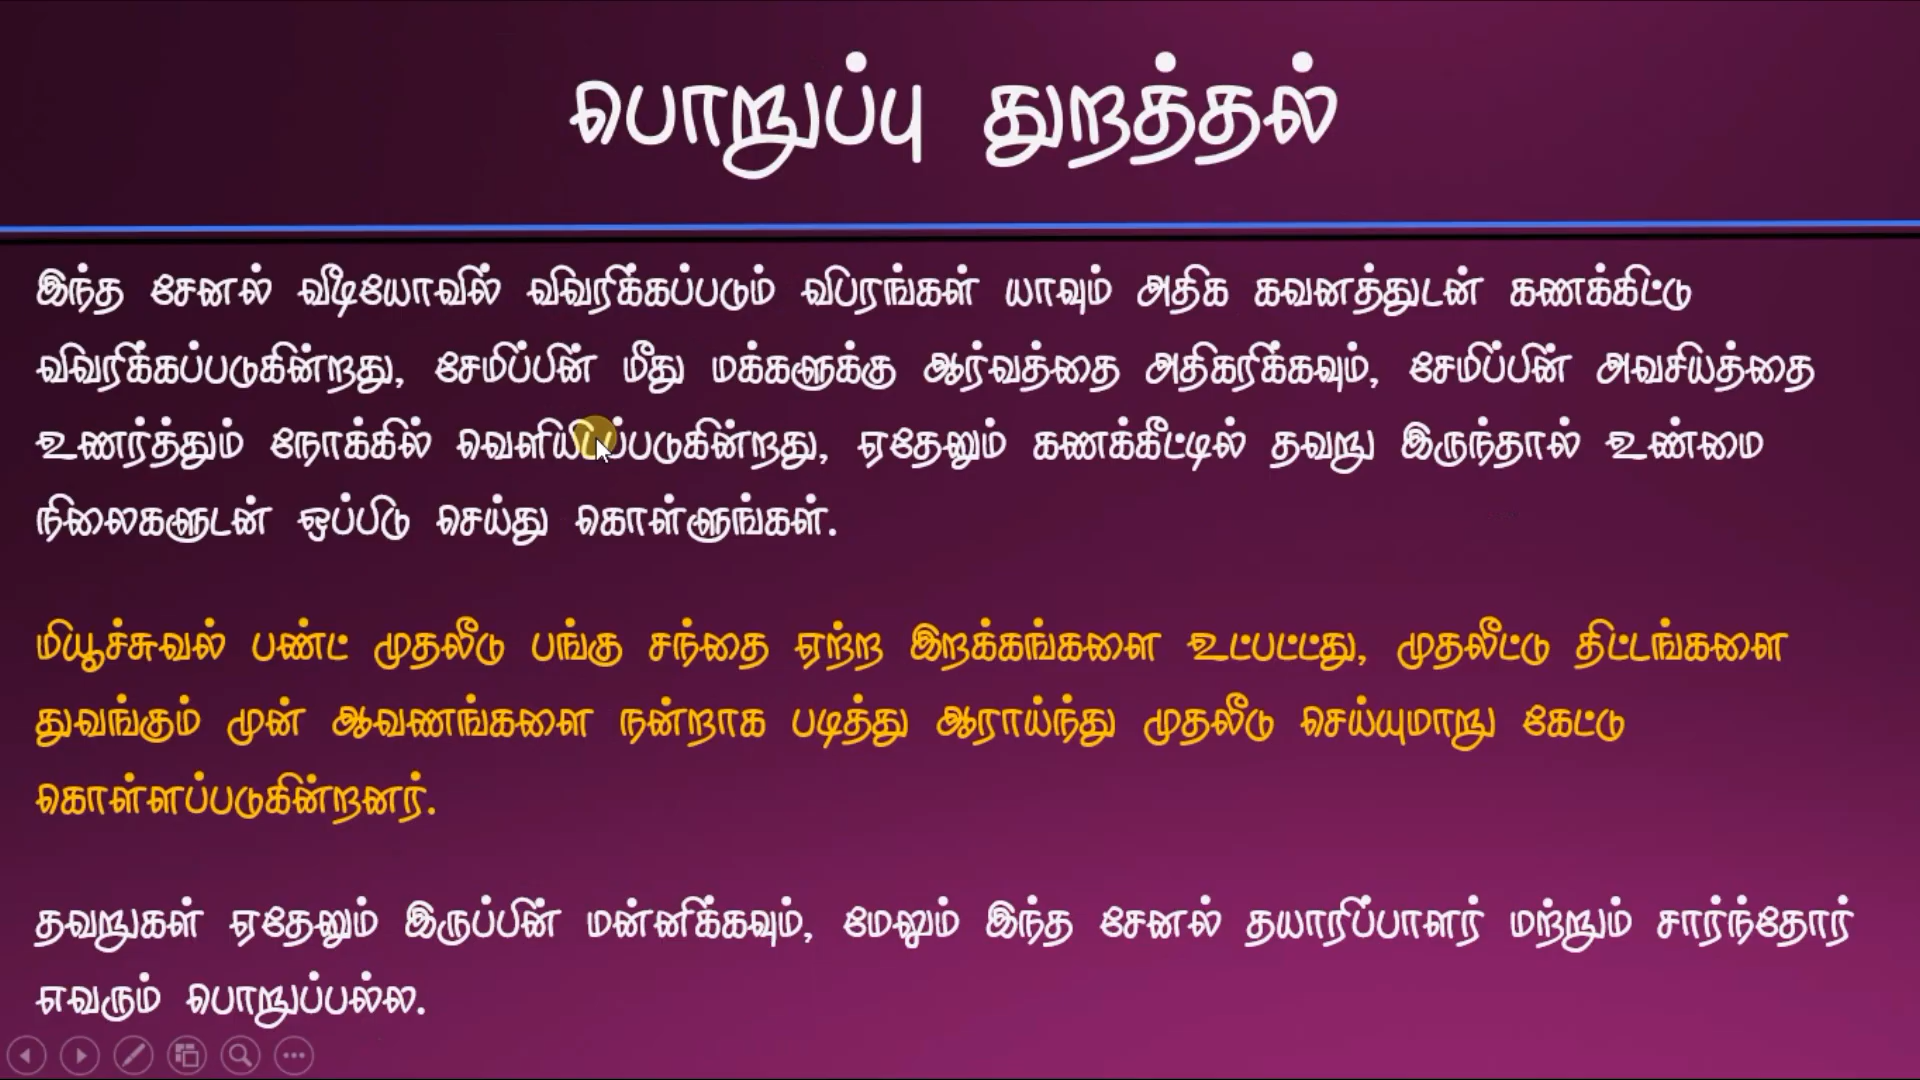 பொறுப்பு துறத்தல்
இந்த சேனல் வீடியோவில் விவரிக்கப்படும் விபரங்கள் யாவும் அதிக கவனத்துடன் கணக்கிட்டு
விவரிக்கப்படுகின்றது, சேமிப்பின் மீது மக்களுக்கு ஆர்வத்தை அதிகரிக்கவும், சேமிப்பின் அவசியத்தை
உணர்த்தும் நோக்கில் வெளியிடப்படுகின்றது, ஏதேனும் கணக்கீட்டில் தவறு இருந்தால் உண்மை
நிலைகளுடன் ஒப்பிடு செய்து கொள்ளுங்கள்.
மியூச்சுவல் பண்ட் முதலீடு பங்கு சந்தை ஏற்ற இறக்கங்களை உட்பட்டது, முதலீட்டு திட்டங்களை
துவங்கும் முன் ஆவணங்களை நன்றாக படித்து ஆராய்ந்து முதலீடு செய்யுமாறு கேட்டு
கொள்ளப்படுகின்றனர்.
தவறுகள் ஏதேனும் இருப்பின் மன்னிக்கவும், மேலும் இந்த சேனல் தயாரிப்பாளர் மற்றும் சார்ந்தோர்
எவரும் பொறுப்பல்ல.